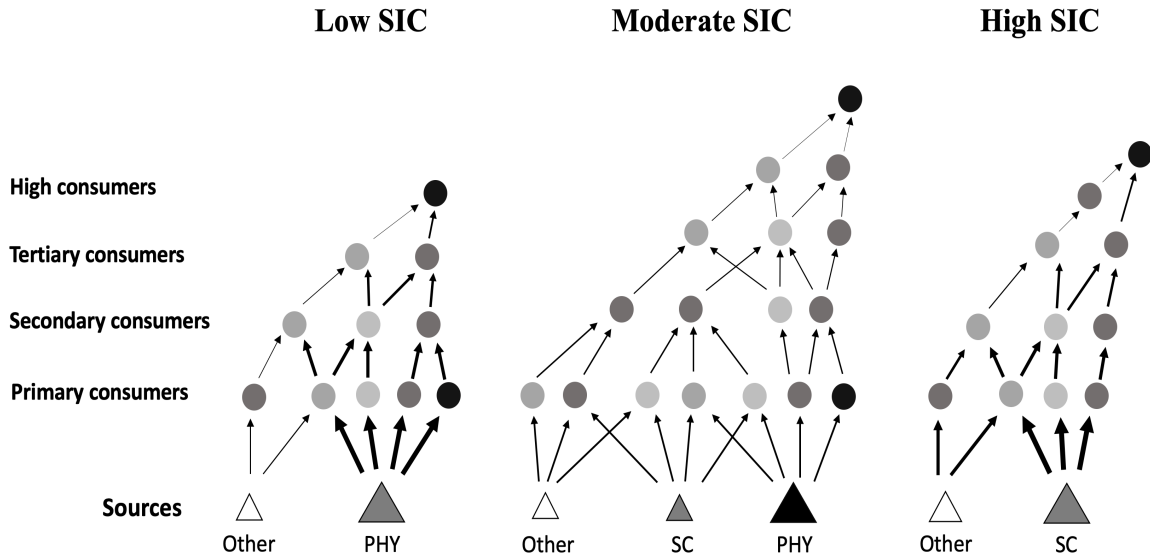 Low SIC
Moderate SIC
High SIC
High consumers
Tertiary consumers
Secondary consumers
Primary consumers
Sources
Other
PHY
Other
SC
PHY
Other
SC